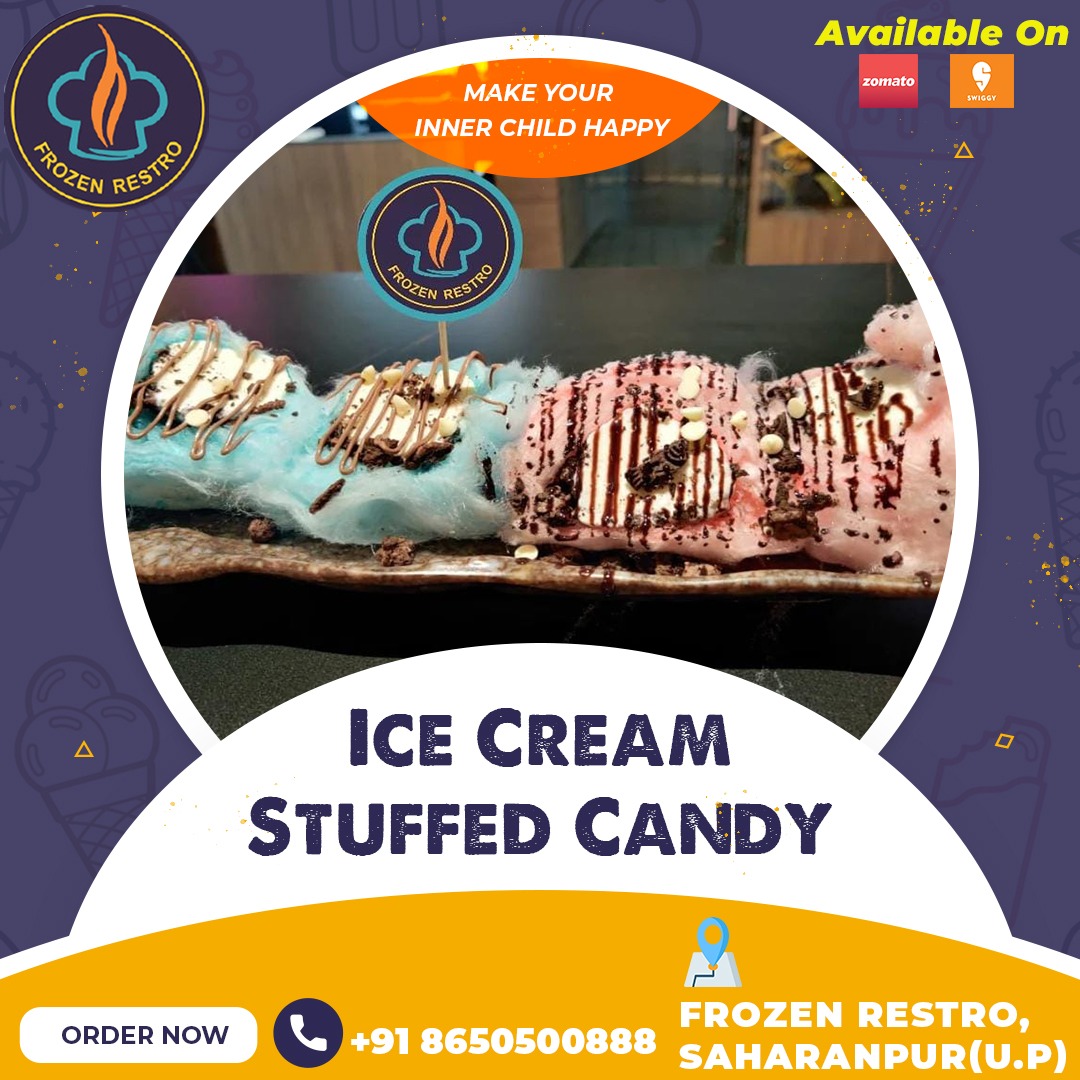 FROZEN RESTRO
Available On
zomato
SWIGGY
MAKE YOUR
INNER CHILD HAPPY
FROZEN RESTRO
ICE CREAM
STUFFED CANDY
ORDER NOW
+91 8650500888
FROZEN RESTRO,
SAHARANPUR(U.P)